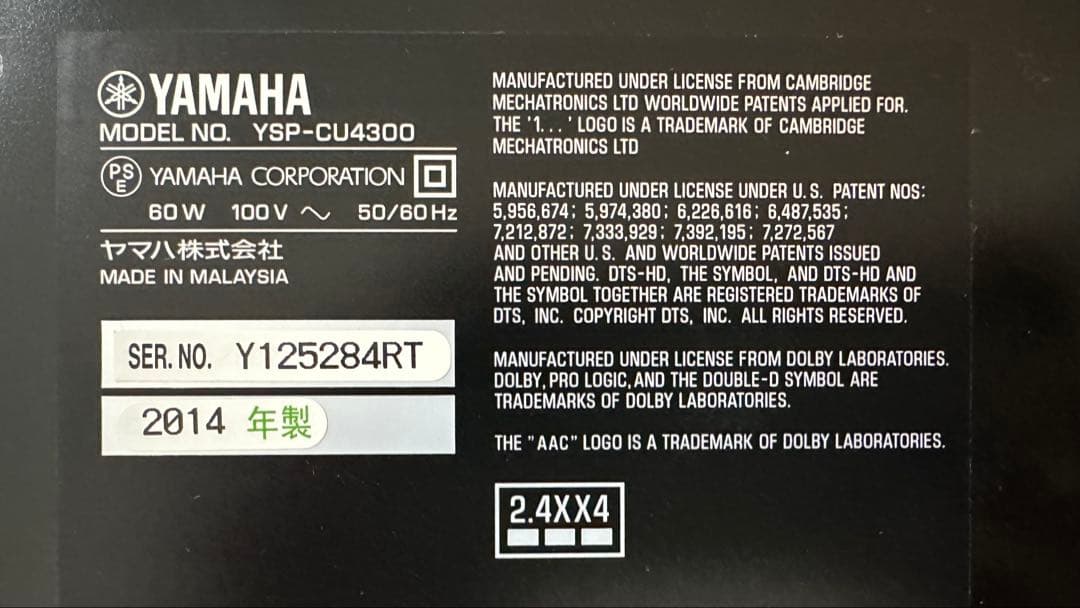 YAMAHA
MODEL NO. YSP-CU4300
PS
E
YAMAHA CORPORATION
60W 100V ～ 50/60Hz
ヤマハ株式会社
MADE IN MALAYSIA
SER. NO. Y125284RT
2014 年製
MANUFACTURED UNDER LICENSE FROM CAMBRIDGE
MECHATRONICS LTD WORLDWIDE PATENTS APPLIED FOR.
THE '1...' LOGO IS A TRADEMARK OF CAMBRIDGE
MECHATRONICS LTD
MANUFACTURED UNDER LICENSE UNDER U.S. PATENT NOS:
5,956,674; 5,974,380; 6,226,616; 6,487,535;
7,212,872; 7,333,929; 7,392,195; 7,272,567
AND OTHER U.S. AND WORLDWIDE PATENTS ISSUED
AND PENDING. DTS-HD, THE SYMBOL, AND DTS-HD AND
THE SYMBOL TOGETHER ARE REGISTERED TRADEMARKS OF
DTS, INC. COPYRIGHT DTS, INC. ALL RIGHTS RESERVED.
MANUFACTURED UNDER LICENSE FROM DOLBY LABORATORIES.
DOLBY, PRO LOGIC, AND THE DOUBLE-D SYMBOL ARE
TRADEMARKS OF DOLBY LABORATORIES.
THE "AAC" LOGO IS A TRADEMARK OF DOLBY LABORATORIES.
2.4XX4